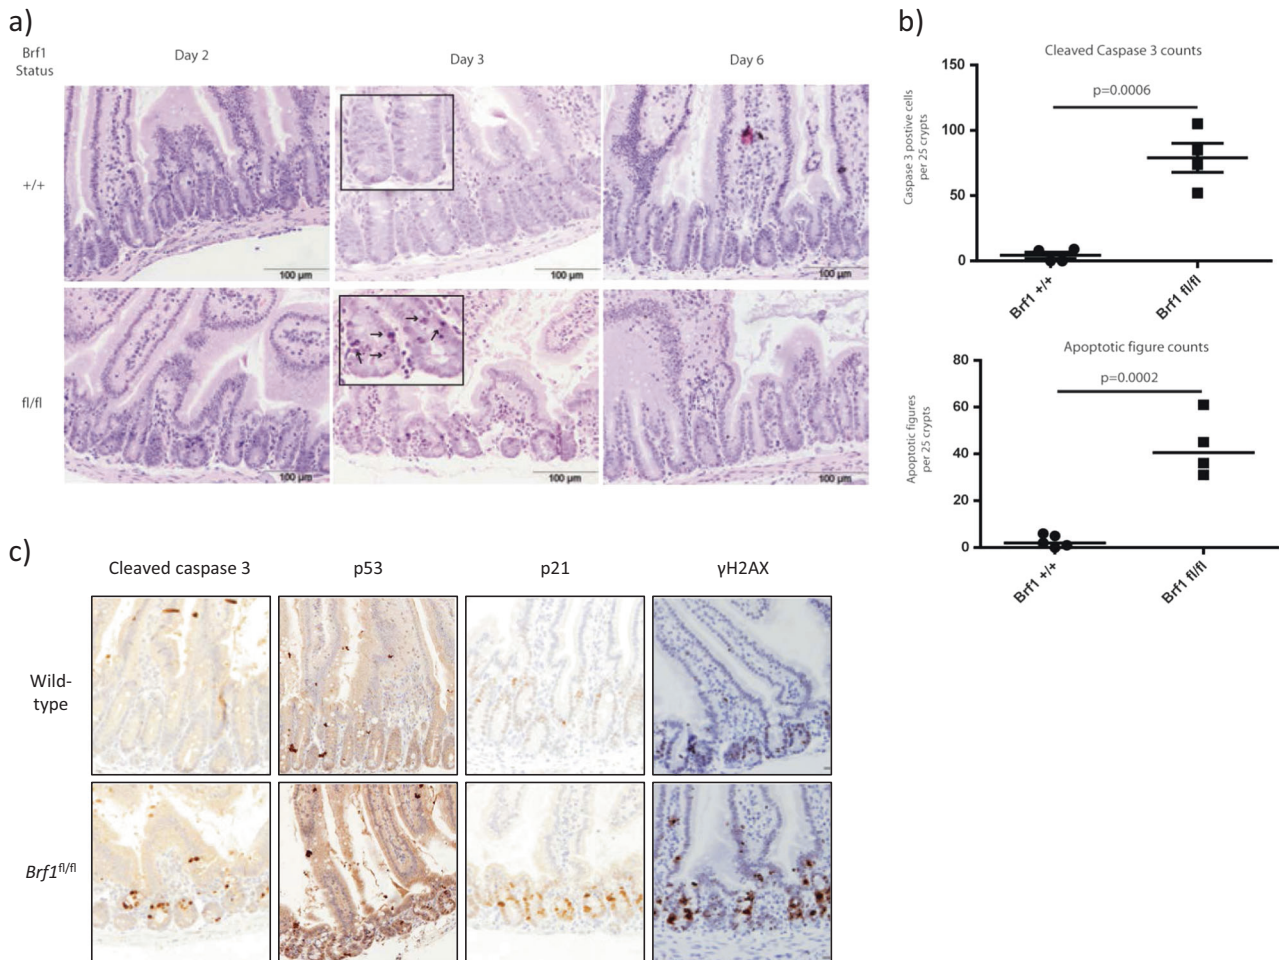 a)
Brf1
Status
Day 2
Day 3
Day 6
+/+
100 µm
100 µm
100 µm
fl/fl
100 µm
100 µm
100 µm
b)
Cleaved Caspase 3 counts
p=0.0006
Caspase 3 postive cells
per 25 crypts
150
100
50
0
Brf1 +/+
Brf1 fl/fl
Apoptotic figure counts
p=0.0002
Apoptotic figures
per 25 crypts
80
60
40
20
0
Brf1 +/+
Brf1 fl/fl
c)
Cleaved caspase 3
p53
p21
γH2AX
Wild-
type
Brf1fl/fl